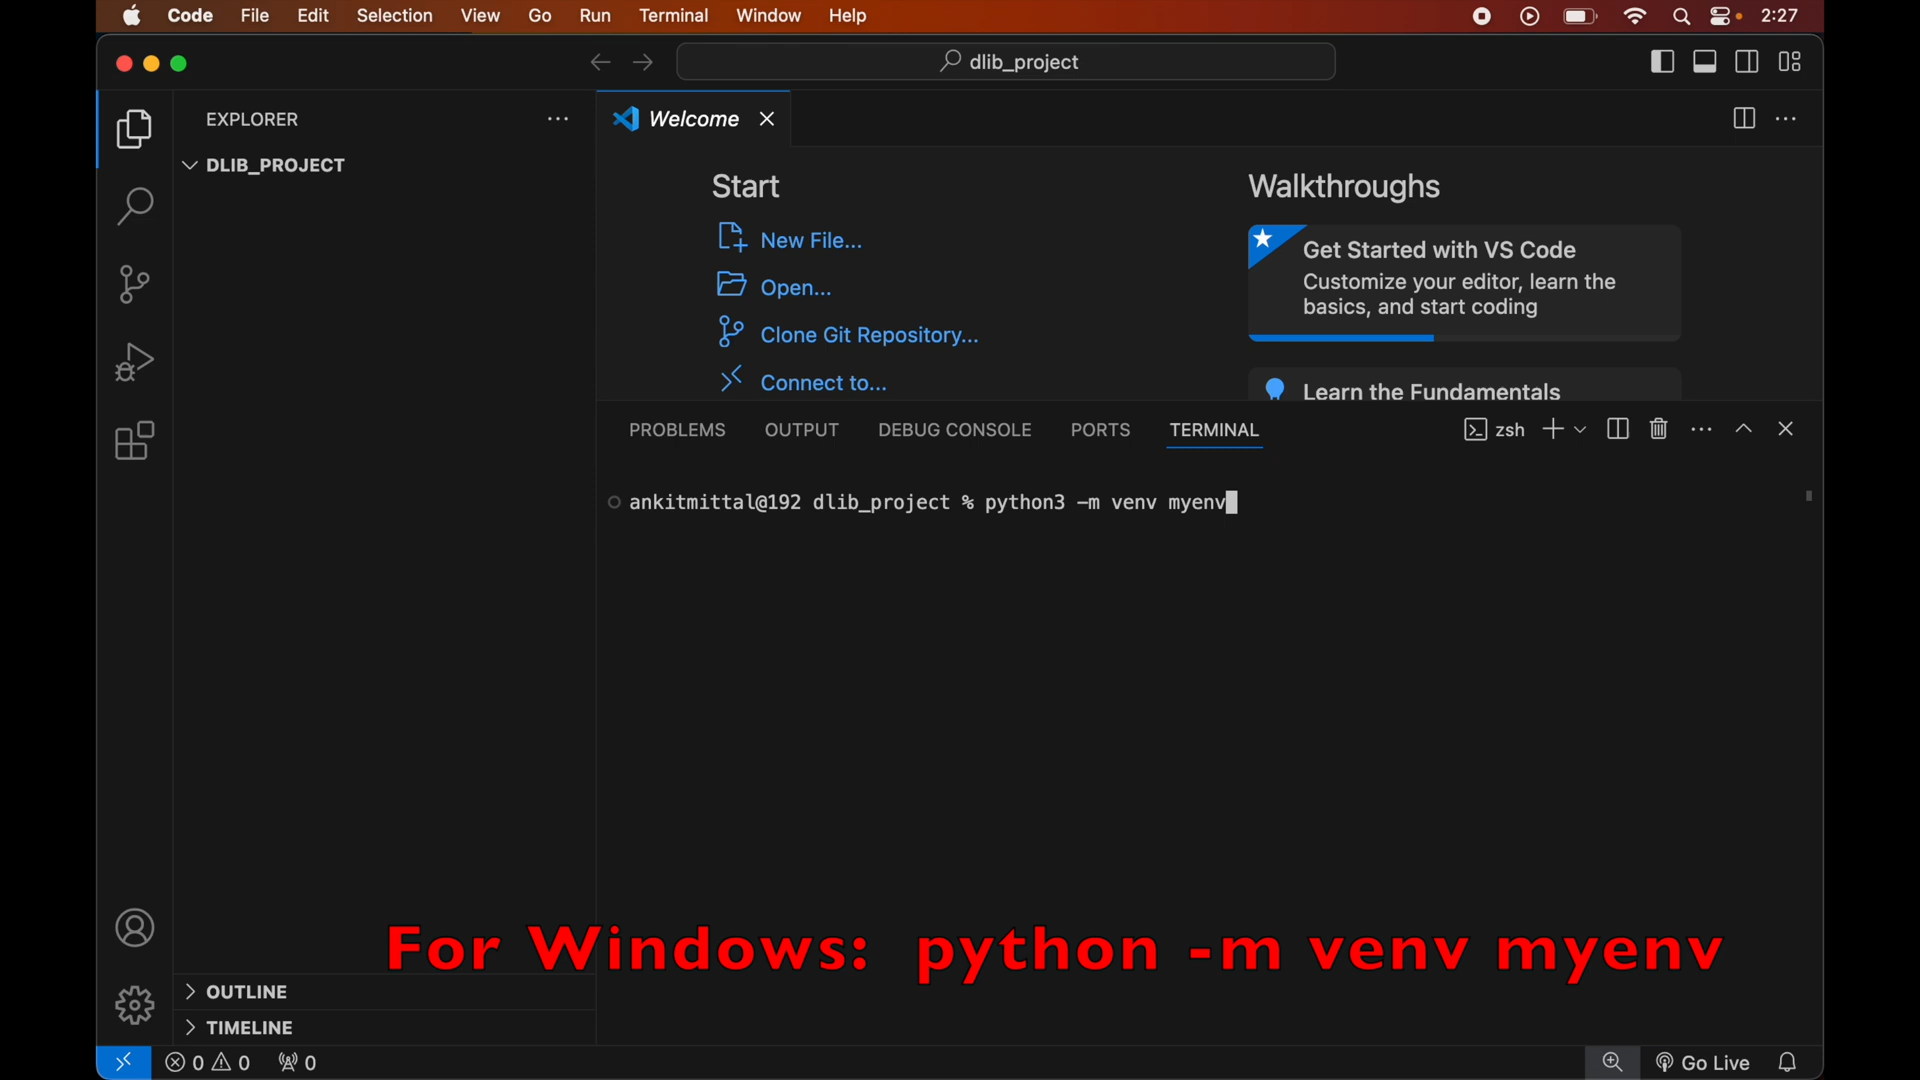 Code File Edit Selection View Go Run Terminal Window Help 2:27
dlib_project
EXPLORER
DLIB_PROJECT
Welcome
Start
New File...
Open...
Clone Git Repository...
Connect to...
Walkthroughs
Get Started with VS Code
Customize your editor, learn the
basics, and start coding
Learn the Fundamentals
PROBLEMS OUTPUT DEBUG CONSOLE PORTS TERMINAL zsh
ankitmittal@192 dlib_project % python3 -m venv myenv
For Windows: python -m venv myenv
OUTLINE
TIMELINE
0 0 0 Go Live